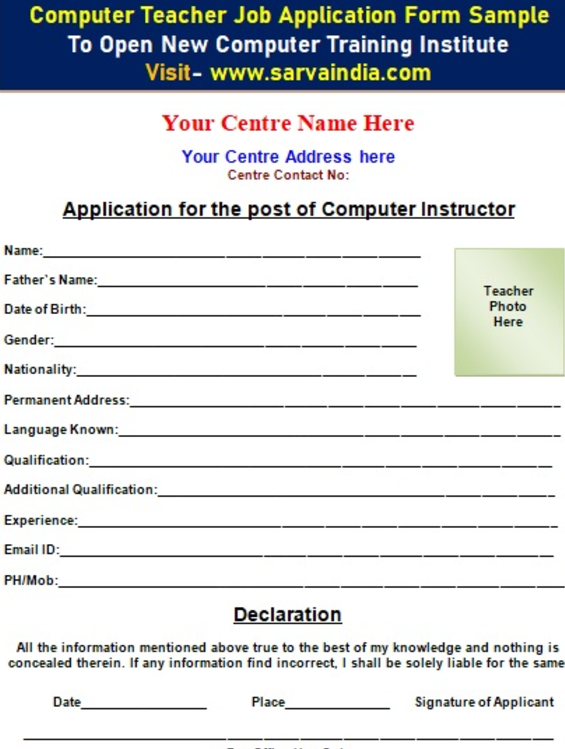 Computer Teacher Job Application Form Sample
To Open New Computer Training Institute
Visit- www.sarvaindia.com
Your Centre Name Here
Your Centre Address here
Centre Contact No:
Application for the post of Computer Instructor
Name:
Father's Name:
Date of Birth:
Gender:
Nationality:
Teacher
Photo
Here
Permanent Address:
Language Known:
Qualification:
Additional Qualification:
Experience:
Email ID:
PH/Mob:
Declaration
All the information mentioned above true to the best of my knowledge and nothing is
concealed therein. If any information find incorrect, I shall be solely liable for the same
Date Place Signature of Applicant